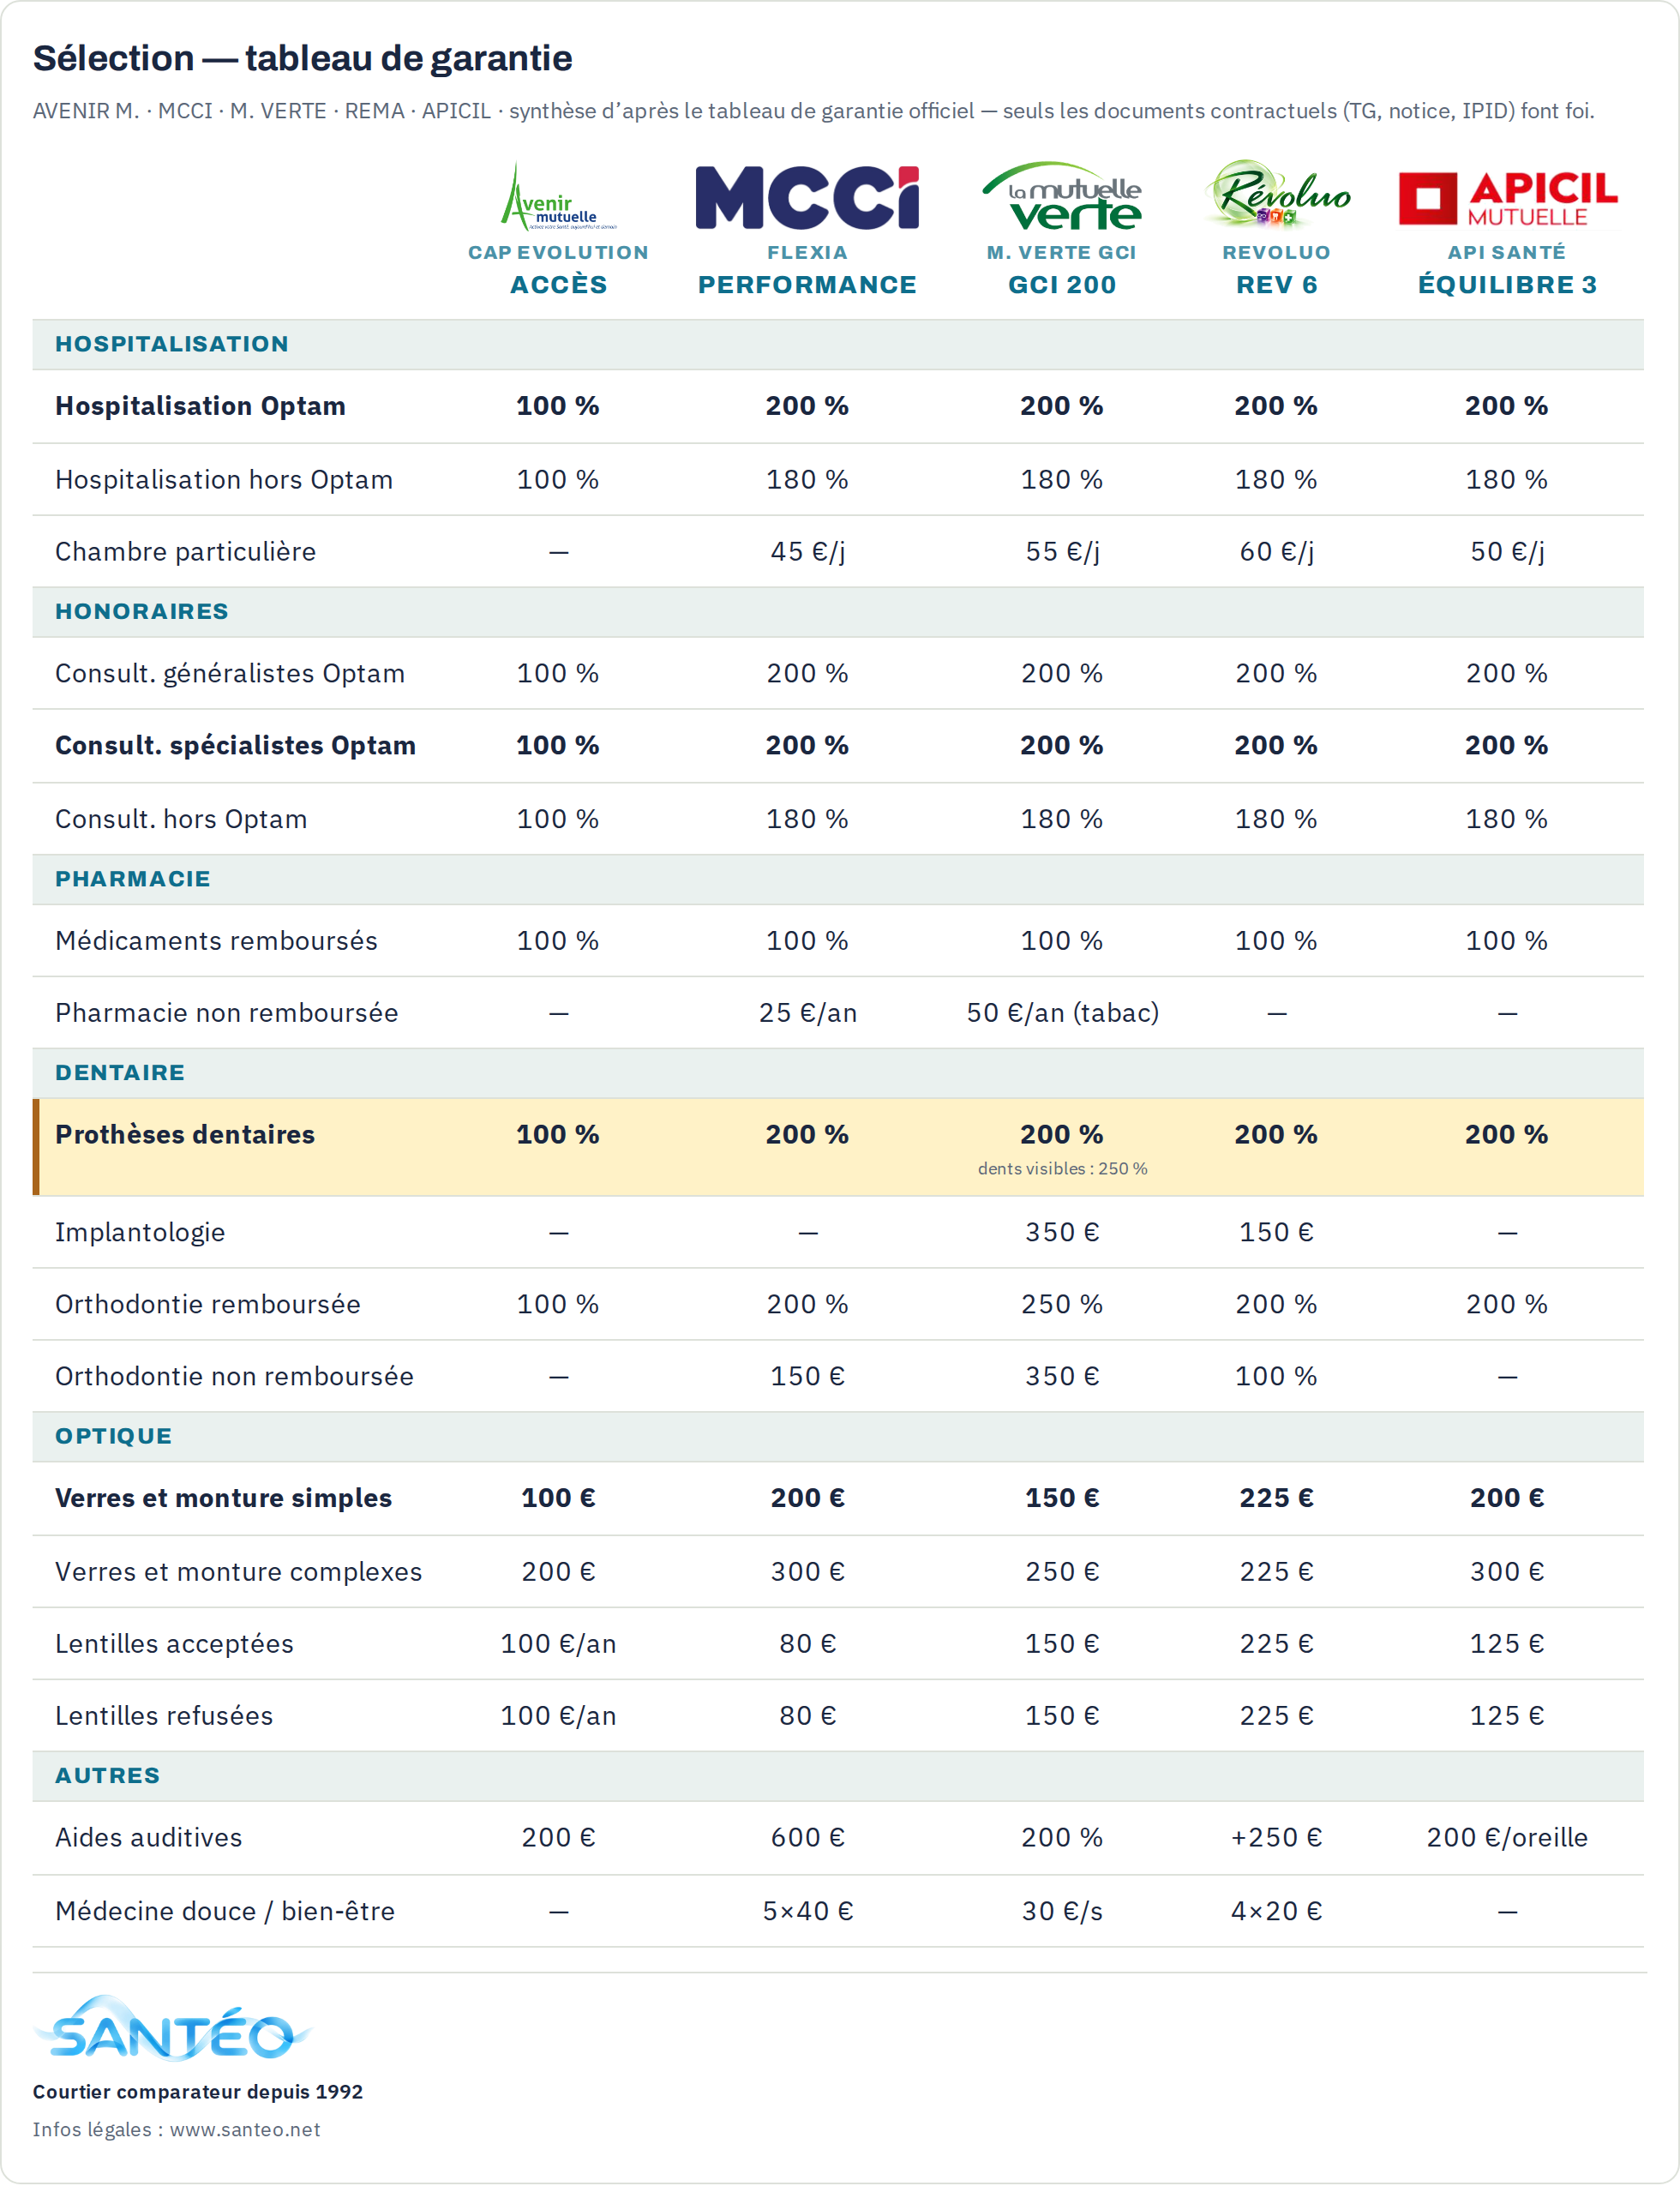 Sélection — tableau de garantie
AVENIR M. · MCCI · M. VERTE · REMA · APICIL · synthèse d’après le tableau de garantie officiel — seuls les documents contractuels (TG, notice, IPID) font foi.
Avenir mutuelle MCCi la mutuelle verte Révoluo APICIL MUTUELLE
CAP EVOLUTION FLEXIA M. VERTE GCI REVOLUO API SANTÉ
ACCÈS PERFORMANCE GCI 200 REV 6 ÉQUILIBRE 3
HOSPITALISATION
Hospitalisation Optam 100 % 200 % 200 % 200 % 200 %
Hospitalisation hors Optam 100 % 180 % 180 % 180 % 180 %
Chambre particulière — 45 €/j 55 €/j 60 €/j 50 €/j
HONORAIRES
Consult. généralistes Optam 100 % 200 % 200 % 200 % 200 %
Consult. spécialistes Optam 100 % 200 % 200 % 200 % 200 %
Consult. hors Optam 100 % 180 % 180 % 180 % 180 %
PHARMACIE
Médicaments remboursés 100 % 100 % 100 % 100 % 100 %
Pharmacie non remboursée — 25 €/an 50 €/an (tabac) — —
DENTAIRE
Prothèses dentaires 100 % 200 % 200 % 200 % 200 %
dents visibles : 250 %
Implantologie — — 350 € 150 € —
Orthodontie remboursée 100 % 200 % 250 % 200 % 200 %
Orthodontie non remboursée — 150 € 350 € 100 % —
OPTIQUE
Verres et monture simples 100 € 200 € 150 € 225 € 200 €
Verres et monture complexes 200 € 300 € 250 € 225 € 300 €
Lentilles acceptées 100 €/an 80 € 150 € 225 € 125 €
Lentilles refusées 100 €/an 80 € 150 € 225 € 125 €
AUTRES
Aides auditives 200 € 600 € 200 % +250 € 200 €/oreille
Médecine douce / bien-être — 5×40 € 30 €/s 4×20 € —
SANTÉO
Courtier comparateur depuis 1992
Infos légales : www.santeo.net